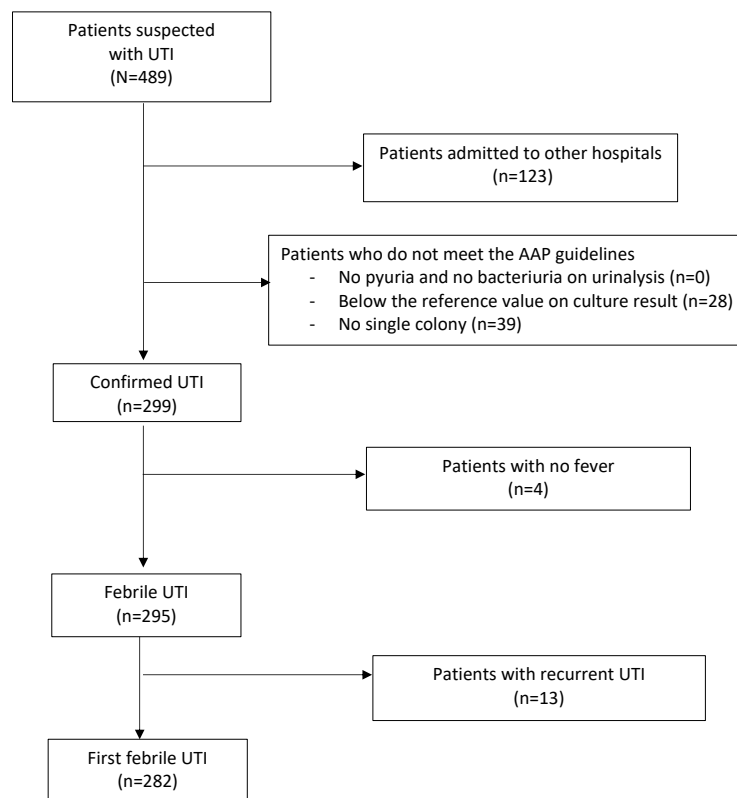 Patients suspected
with UTI
(N=489)
Patients admitted to other hospitals
(n=123)
Patients who do not meet the AAP guidelines
- No pyuria and no bacteriuria on urinalysis (n=0)
- Below the reference value on culture result (n=28)
- No single colony (n=39)
Confirmed UTI
(n=299)
Patients with no fever
(n=4)
Febrile UTI
(n=295)
Patients with recurrent UTI
(n=13)
First febrile UTI
(n=282)